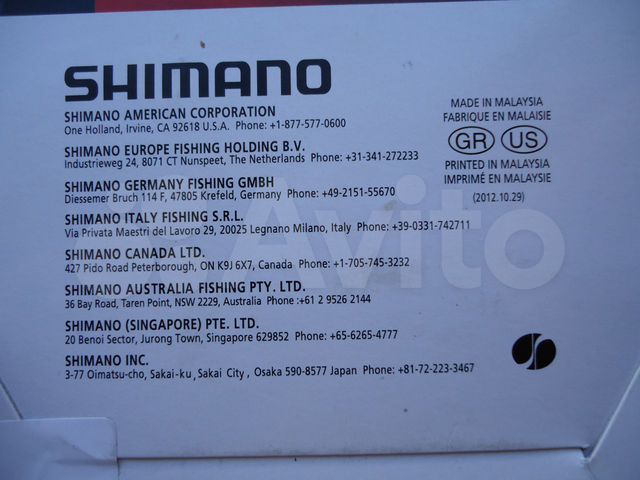 SHIMANO
SHIMANO AMERICAN CORPORATION
One Holland, Irvine, CA 92618 U.S.A. Phone: +1-877-577-0600
SHIMANO EUROPE FISHING HOLDING B.V.
Industrieweg 24, 8071 CT Nunspeet, The Netherlands Phone: +31-341-272233
SHIMANO GERMANY FISHING GMBH
Diessemer Bruch 114 F, 47805 Krefeld, Germany Phone: +49-2151-55670
SHIMANO ITALY FISHING S.R.L.
Via Privata Maestri del Lavoro 29, 20025 Legnano Milano, Italy Phone: +39-0331-742711
SHIMANO CANADA LTD.
427 Pido Road Peterborough, ON K9J 6X7, Canada Phone: +1-705-745-3232
SHIMANO AUSTRALIA FISHING PTY. LTD.
36 Bay Road, Taren Point, NSW 2229, Australia Phone :+61 2 9526 2144
SHIMANO (SINGAPORE) PTE. LTD.
20 Benoi Sector, Jurong Town, Singapore 629852 Phone: +65-6265-4777
SHIMANO INC.
3-77 Oimatsu-cho, Sakai-ku, Sakai City, Osaka 590-8577 Japan Phone: +81-72-223-3467
MADE IN MALAYSIA
FABRIQUE EN MALAISIE
GR US
PRINTED IN MALAYSIA
IMPRIMÉ EN MALAYSIE
(2012.10.29)
Avito